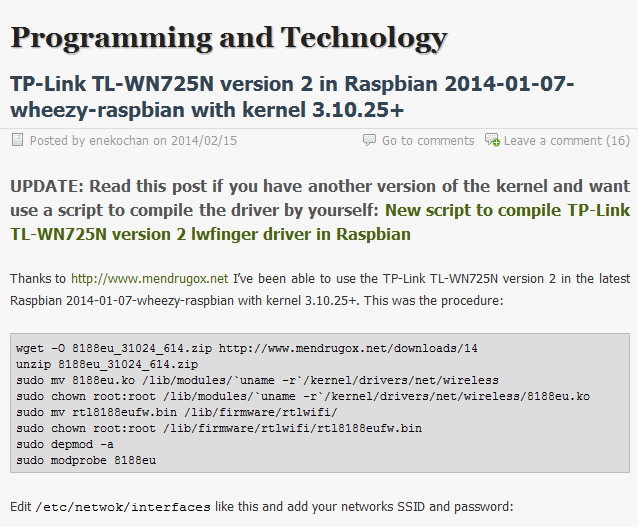 Programming and Technology
TP-Link TL-WN725N version 2 in Raspbian 2014-01-07-
wheezy-raspbian with kernel 3.10.25+
Posted by enekochan on 2014/02/15 Go to comments Leave a comment (16)
UPDATE: Read this post if you have another version of the kernel and want
use a script to compile the driver by yourself: New script to compile TP-Link
TL-WN725N version 2 lwfinger driver in Raspbian
Thanks to http://www.mendrugox.net I've been able to use the TP-Link TL-WN725N version 2 in the latest
Raspbian 2014-01-07-wheezy-raspbian with kernel 3.10.25+. This was the procedure:
wget -O 8188eu_31024_614.zip http://www.mendrugox.net/downloads/14
unzip 8188eu_31024_614.zip
sudo mv 8188eu.ko /lib/modules/`uname -r`/kernel/drivers/net/wireless
sudo chown root:root /lib/modules/`uname -r`/kernel/drivers/net/wireless/8188eu.ko
sudo mv rtl8188eufw.bin /lib/firmware/rtlwifi/
sudo chown root:root /lib/firmware/rtlwifi/rtl8188eufw.bin
sudo depmod -a
sudo modprobe 8188eu
Edit /etc/netwok/interfaces like this and add your networks SSID and password: